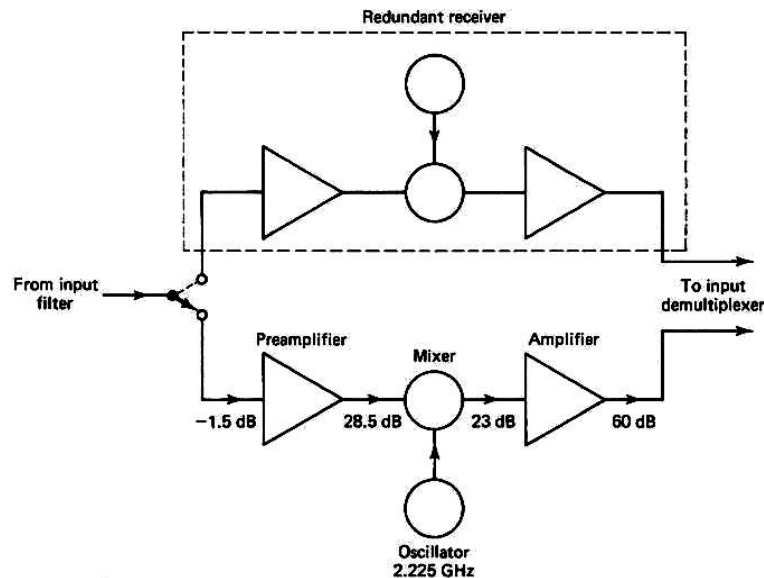 Redundant receiver
From input
filter
To input
demultiplexer
Preamplifier
Mixer
Amplifier
−1.5 dB
28.5 dB
23 dB
60 dB
Oscillator
2.225 GHz